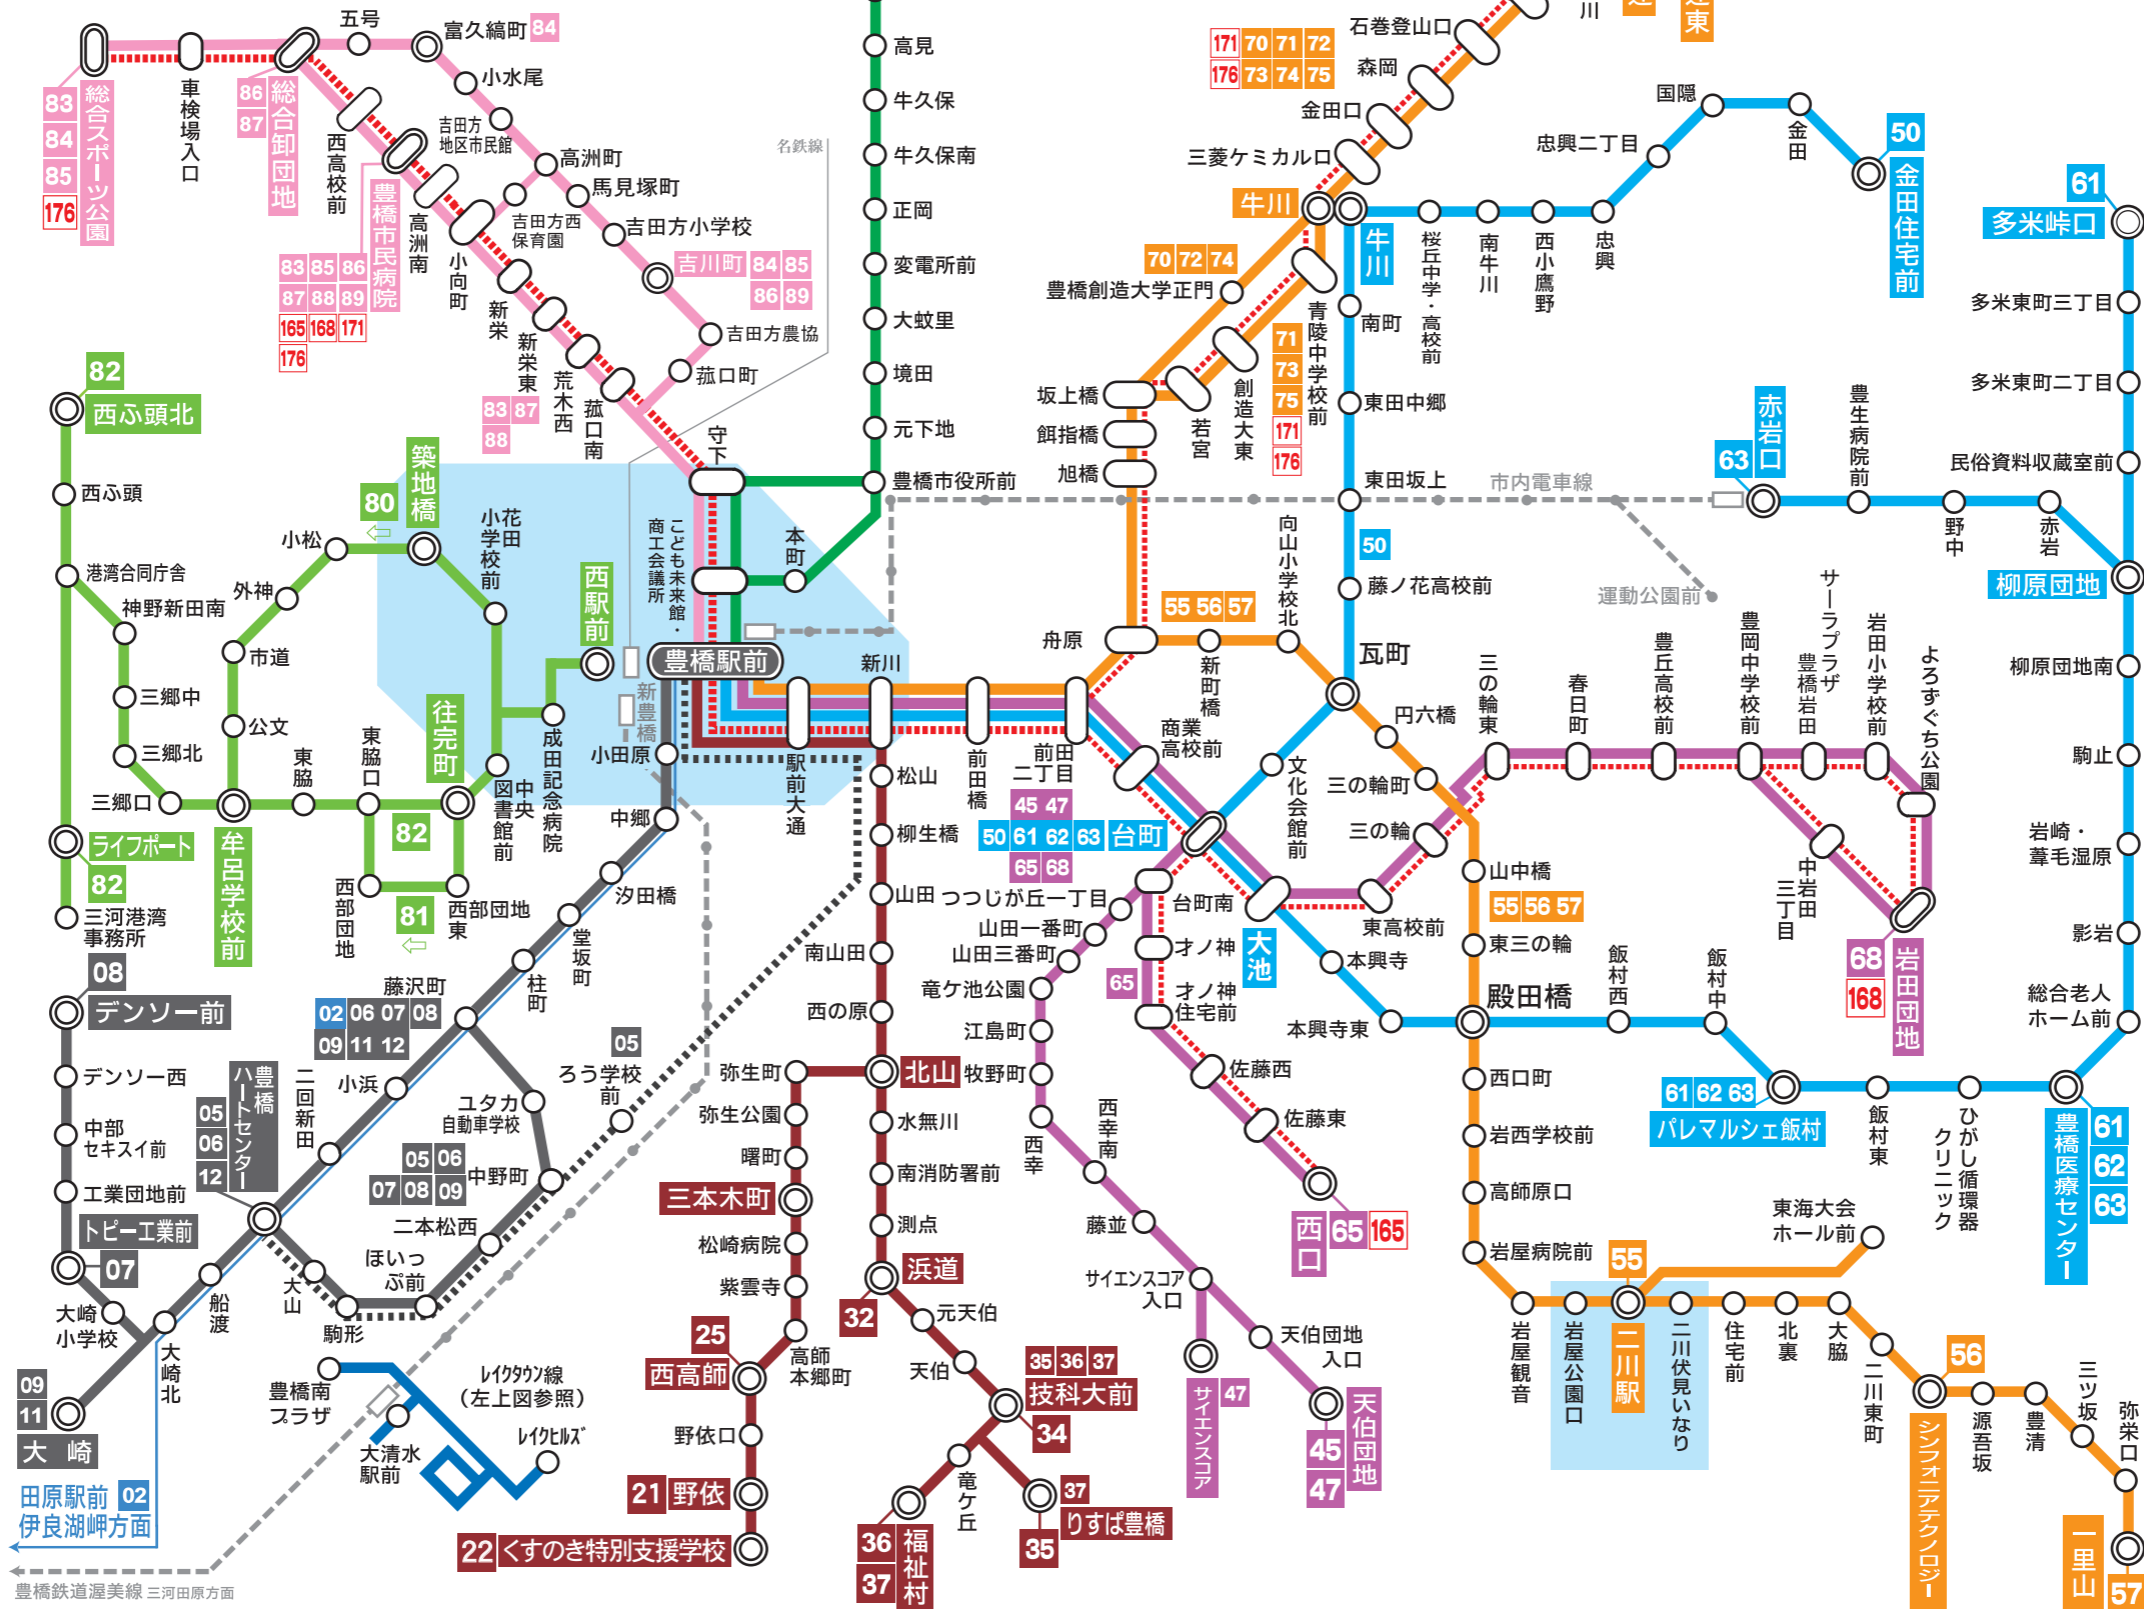 五号
富久縞町 84
小水尾
車検場入口
83
84
85
176
総合スポーツ公園
86
87
総合卸団地
西高校前
吉田方
地区市民館
高洲町
馬見塚町
吉田方西
保育園
吉田方小学校
豊橋市民病院
83 85 86
87 88 89
165 168 171
176
高洲南
小向町
吉川町 84 85
86 89
新栄
新栄東
荒木西
菰口南
吉田方農協
菰口町
83 87
88
守下
名鉄線
高見
牛久保
牛久保南
正岡
変電所前
大蚊里
境田
元下地
豊橋市役所前
本町
こども未来館・
商工会議所
171 70 71 72
176 73 74 75
川
石巻登山口
森岡
金田口
三菱ケミカル口
牛川
牛川
70 72 74
豊橋創造大学正門
青陵中学校前
71
73
75
171
176
創造大東
若宮
坂上橋
餌指橋
旭橋
舟原
国隠
金田
忠興二丁目
50
金田住宅前
桜丘中学・高校前
南牛川
西小鷹野
忠興
南町
東田中郷
東田坂上
50
藤ノ花高校前
瓦町
市内電車線
運動公園前
61
多米峠口
多米東町三丁目
多米東町二丁目
民俗資料収蔵室前
赤岩口
63
豊生病院前
野中
赤岩
柳原団地
柳原団地南
駒止
岩崎・
葦毛湿原
影岩
総合老人
ホーム前
82
西ふ頭北
西ふ頭
港湾合同庁舎
神野新田南
三郷中
三郷北
三郷口
ライフポート
82
三河港湾
事務所
築地橋
80
小松
外神
市道
公文
花田
小学校前
西駅前
往完町
成田記念病院
中央
図書館前
東脇
東脇口
牟呂学校前
82
81
西部団地
西部団地
東
豊橋駅前
新豊橋
小田原
中郷
汐田橋
堂坂町
柱町
藤沢町
02 06 07 08
09 11 12
小浜
二回新田
豊橋
ハートセンター
05
06
12
ユタカ
自動車学校
05 06
07 08 09
中野町
二本松西
ほいっ
ぷ前
駒形
大山
船渡
大崎北
05
ろう学校
前
08
デンソー前
デンソー西
中部
セキスイ前
工業団地前
トピー工業前
07
大崎
小学校
09
11
大 崎
田原駅前 02
伊良湖岬方面
豊橋鉄道渥美線 三河田原方面
豊橋南
プラザ
大清水
駅前
レイクタウン線
(左上図参照)
レイクヒルズ
駅前大通
新川
前田橋
前田
二丁目
松山
柳生橋
山田
南山田
西の原
北山
弥生町
弥生公園
曙町
三本木町
松崎病院
紫雲寺
高師
本郷町
25
西高師
野依口
21 野依
22 くすのき特別支援学校
水無川
南消防署前
測点
浜道
32
元天伯
天伯
35 36 37
技科大前
34
竜ケ丘
36
37
福祉村
37
りすぱ豊橋
35
45 47
50 61 62 63 台町
65 68
商業
高校前
台町南
つつじが丘一丁目
山田一番町
山田三番町
竜ケ池公園
江島町
牧野町
西幸
西幸南
藤並
サイエンスコア
入口
サイエンスコア
47
天伯団地
入口
天伯団地
45
47
65
才ノ神
才ノ神
住宅前
佐藤西
佐藤東
西口
65 165
55 56 57
新町橋
向山小学校北
円六橋
三の輪町
三の輪
文化会館前
大池
東高校前
三の輪東
春日町
豊丘高校前
豊岡中学校前
サーラプラザ
豊橋岩田
岩田小学校前
よろずぐち公園
中岩田
三丁目
68
168
岩田団地
山中橋
55 56 57
東三の輪
本興寺
本興寺東
殿田橋
飯村西
飯村中
61 62 63
パレマルシェ飯村
飯村東
ひがし循環器
クリニック
豊橋医療センター
61
62
63
西口町
岩西学校前
高師原口
岩屋病院前
岩屋観音
岩屋公園口
55
二川駅
二川伏見いなり
東海大会
ホール前
住宅前
北裏
大脇
二川東町
56
シンフォニアテクノロジー
源吾坂
豊清
三ツ坂
弥栄口
一里山
57